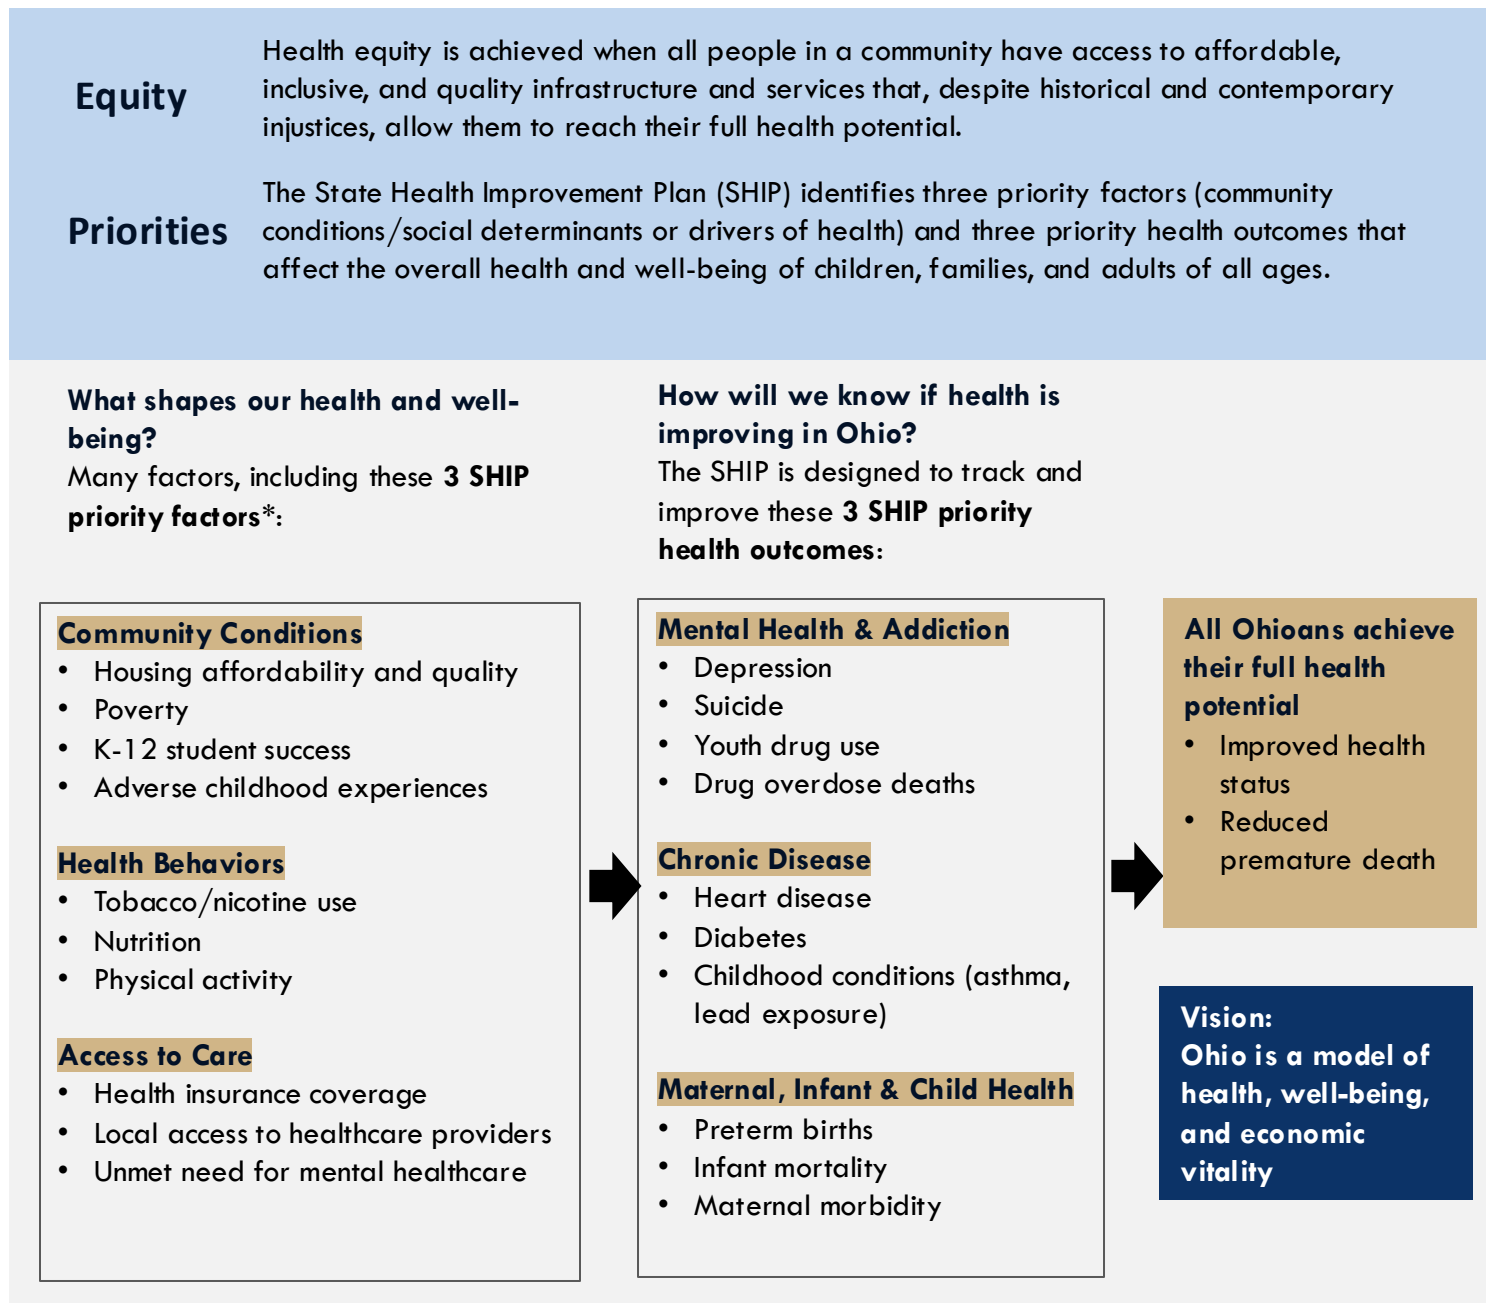 Equity
Health equity is achieved when all people in a community have access to affordable,
inclusive, and quality infrastructure and services that, despite historical and contemporary
injustices, allow them to reach their full health potential.
Priorities
The State Health Improvement Plan (SHIP) identifies three priority factors (community
conditions/social determinants or drivers of health) and three priority health outcomes that
affect the overall health and well-being of children, families, and adults of all ages.
What shapes our health and well-
being?
Many factors, including these 3 SHIP
priority factors*:
Community Conditions
• Housing affordability and quality
• Poverty
• K-12 student success
• Adverse childhood experiences
Health Behaviors
• Tobacco/nicotine use
• Nutrition
• Physical activity
Access to Care
• Health insurance coverage
• Local access to healthcare providers
• Unmet need for mental healthcare
How will we know if health is
improving in Ohio?
The SHIP is designed to track and
improve these 3 SHIP priority
health outcomes:
Mental Health & Addiction
• Depression
• Suicide
• Youth drug use
• Drug overdose deaths
Chronic Disease
• Heart disease
• Diabetes
• Childhood conditions (asthma,
lead exposure)
Maternal, Infant & Child Health
• Preterm births
• Infant mortality
• Maternal morbidity
All Ohioans achieve
their full health
potential
• Improved health
status
• Reduced
premature death
Vision:
Ohio is a model of
health, well-being,
and economic
vitality